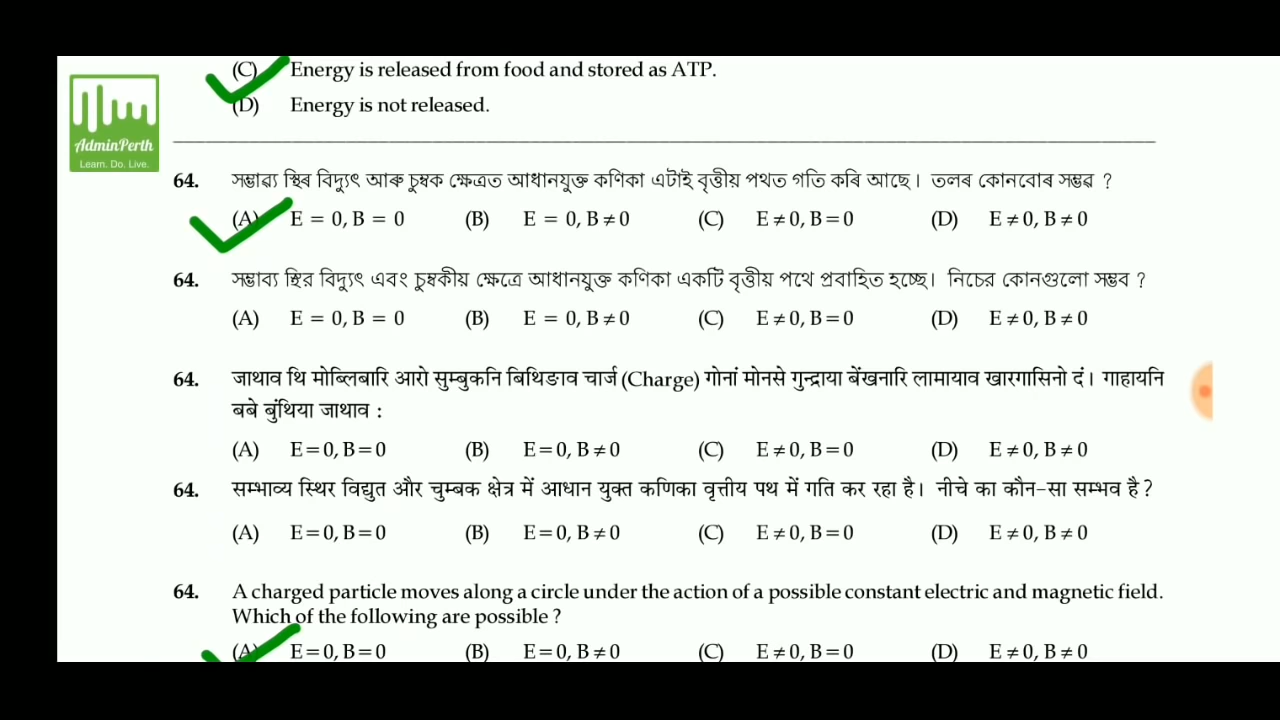 (C) Energy is released from food and stored as ATP.
(D) Energy is not released.
AdminPerth
Learn. Do. Live.
64. সম্ভাব্য স্থিৰ বিদ্যুৎ আৰু চুম্বক ক্ষেত্ৰত আধানযুক্ত কণিকা এটাই বৃত্তীয় পথত গতি কৰি আছে। তলৰ কোনবোৰ সম্ভৱ ?
(A) E = 0, B = 0 (B) E = 0, B ≠ 0 (C) E ≠ 0, B = 0 (D) E ≠ 0, B ≠ 0
64. সম্ভাব্য স্থির বিদ্যুৎ এবং চুম্বকীয় ক্ষেত্রে আধানযুক্ত কণিকা একটি বৃত্তীয় পথে প্রবাহিত হচ্ছে। নিচের কোনগুলো সম্ভব ?
(A) E = 0, B = 0 (B) E = 0, B ≠ 0 (C) E ≠ 0, B = 0 (D) E ≠ 0, B ≠ 0
64. जाथाव थि मोब्लिबारि आरो सुम्बुकनि बिथिङाव चार्ज (Charge) गोनां मोनसे गुन्द्राया बेंखनारि लामायाव खारगासिनो दं। गाहायनि
बबे बुंथिया जाथाव :
(A) E = 0, B = 0 (B) E = 0, B ≠ 0 (C) E ≠ 0, B = 0 (D) E ≠ 0, B ≠ 0
64. सम्भाव्य स्थिर विद्युत और चुम्बक क्षेत्र में आधान युक्त कणिका वृत्तीय पथ में गति कर रहा है। नीचे का कौन-सा सम्भव है ?
(A) E = 0, B = 0 (B) E = 0, B ≠ 0 (C) E ≠ 0, B = 0 (D) E ≠ 0, B ≠ 0
64. A charged particle moves along a circle under the action of a possible constant electric and magnetic field.
Which of the following are possible ?
(A) E = 0, B = 0 (B) E = 0, B ≠ 0 (C) E ≠ 0, B = 0 (D) E ≠ 0, B ≠ 0